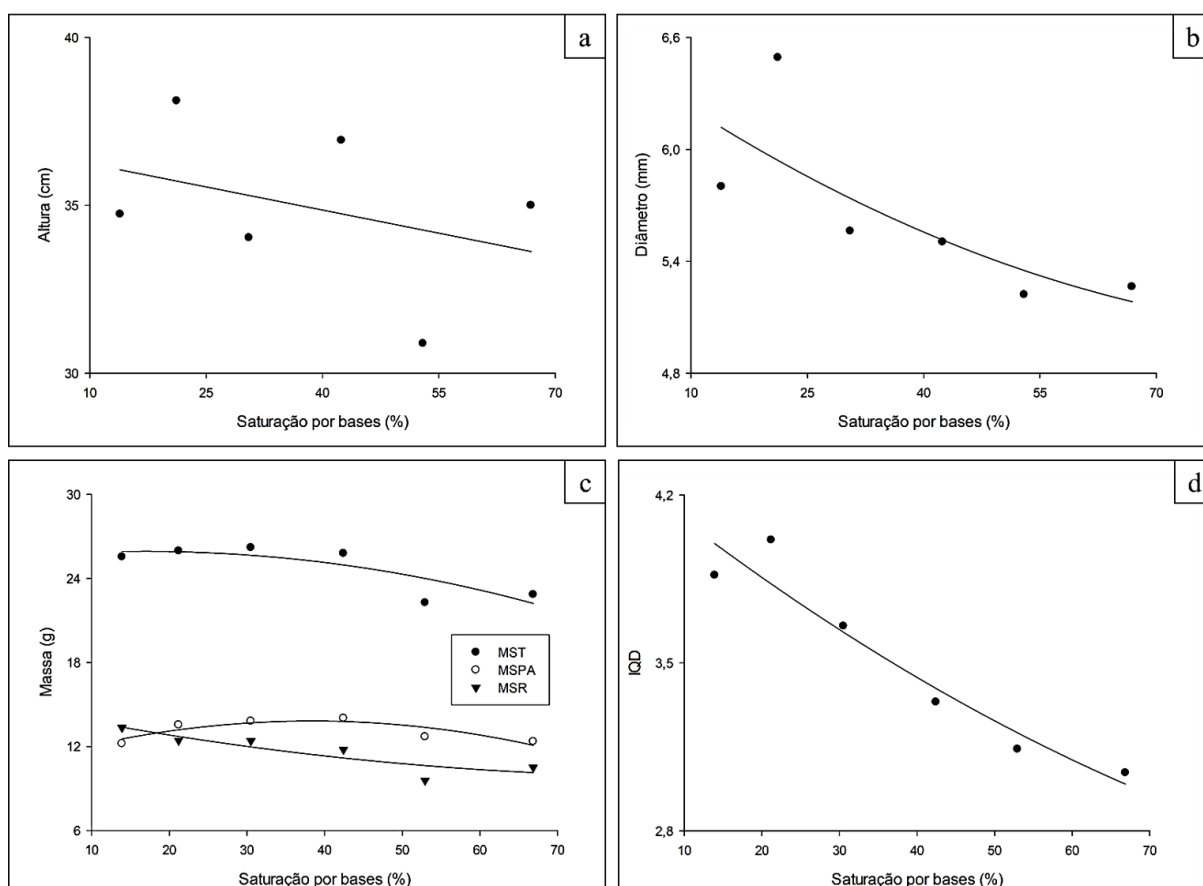 a
40
35
30
Altura (cm)
10 25 40 55 70
Saturação por bases (%)
b
6,6
6,0
5,4
4,8
Diâmetro (mm)
10 25 40 55 70
Saturação por bases (%)
c
30
24
18
12
6
Massa (g)
MST
MSPA
MSR
10 20 30 40 50 60 70
Saturação por bases (%)
d
4,2
3,5
2,8
IQD
10 20 30 40 50 60 70
Saturação por bases (%)